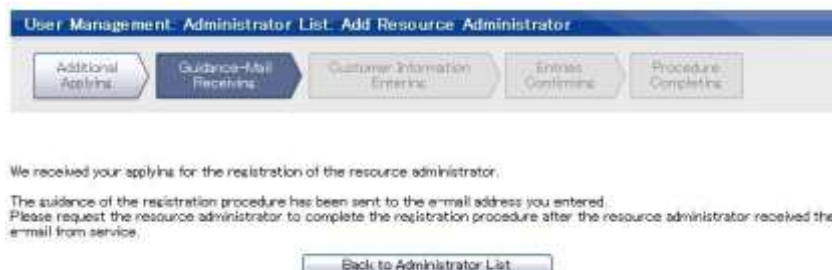 User Management: Administrator List: Add Resource Administrator
Additional
Applying
Guidance-Mail
Receiving
Customer Information
Entering
Entries
Confirming
Procedure
Completing
We received your applying for the registration of the resource administrator.
The guidance of the registration procedure has been sent to the e-mail address you entered.
Please request the resource administrator to complete the registration procedure after the resource administrator received the
e-mail from service.
Back to Administrator List